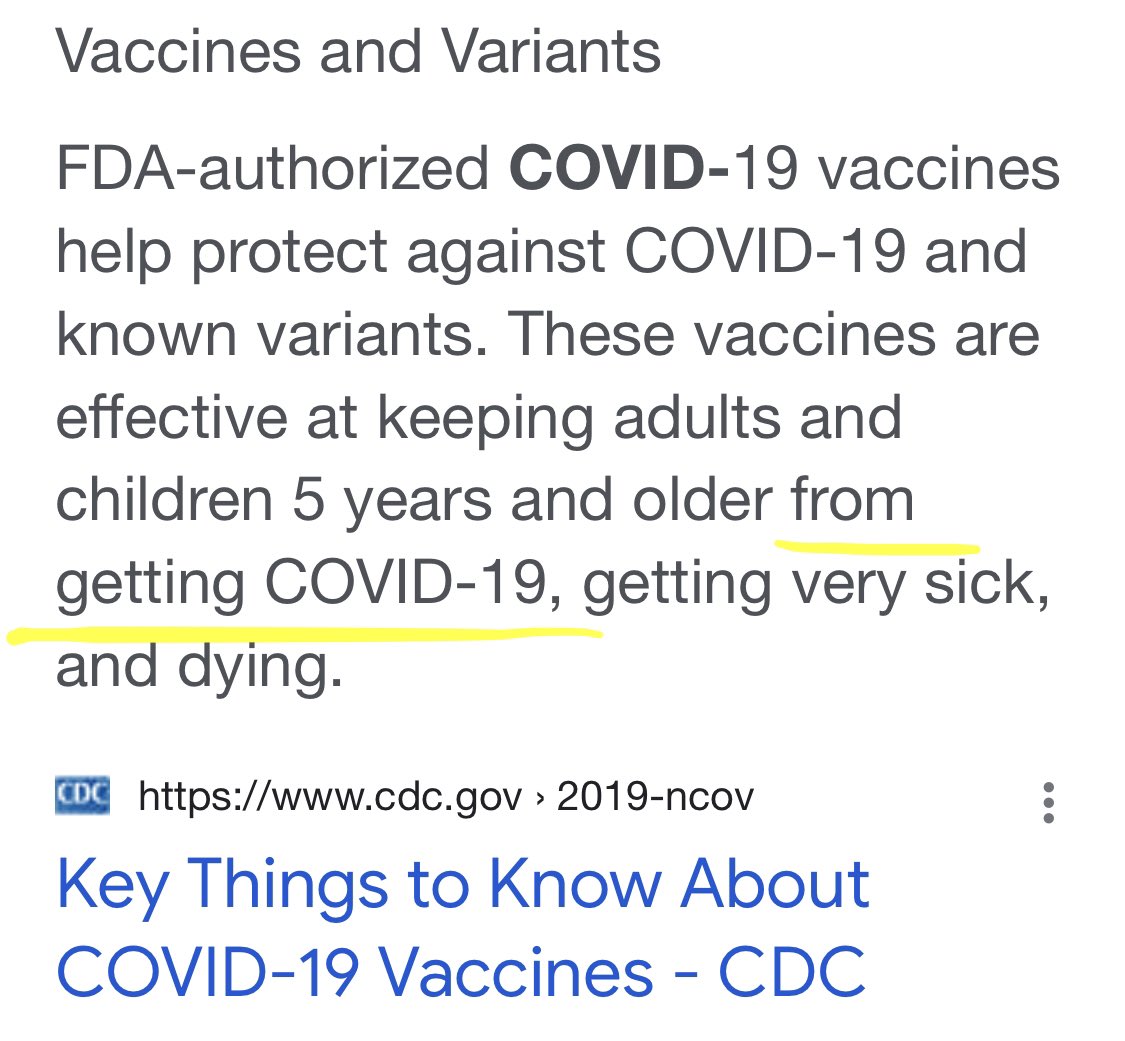 Vaccines and Variants
FDA-authorized COVID-19 vaccines
help protect against COVID-19 and
known variants. These vaccines are
effective at keeping adults and
children 5 years and older from
getting COVID-19, getting very sick,
and dying.
CDC https://www.cdc.gov › 2019-ncov
Key Things to Know About
COVID-19 Vaccines - CDC